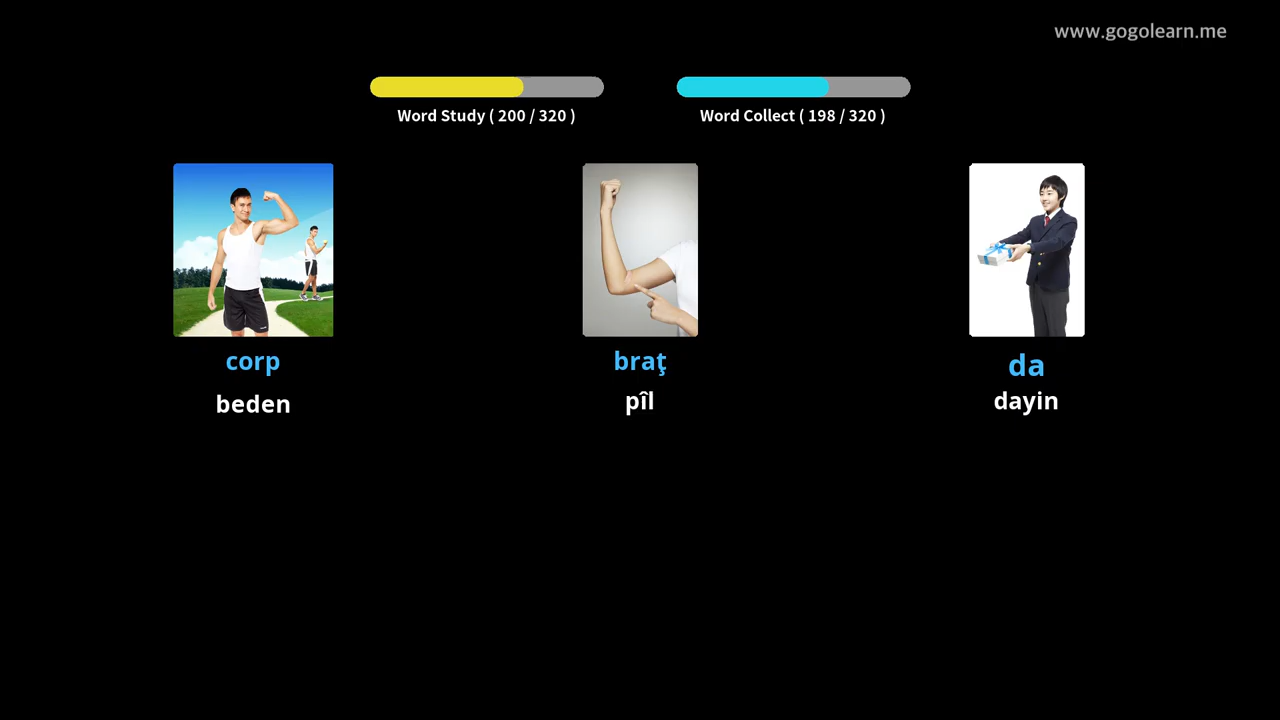 www.gogolearn.me
Word Study ( 200 / 320 )
Word Collect ( 198 / 320 )
corp
braţ
da
beden
pîl
dayin